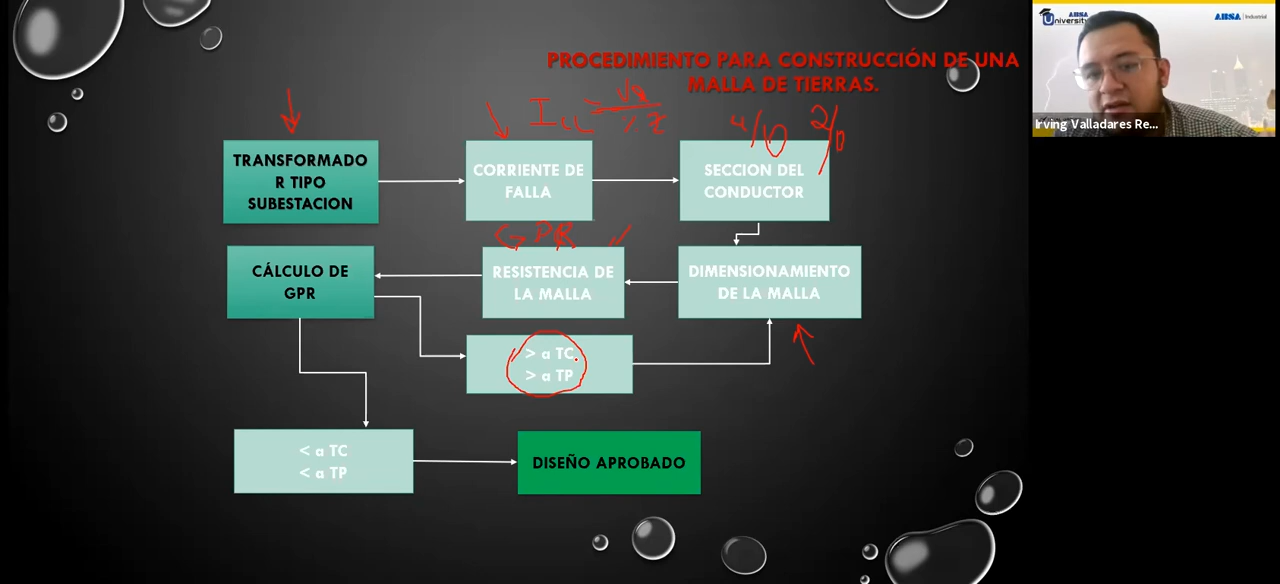 PROCEDIMIENTO PARA CONSTRUCCIÓN DE UNA
MALLA DE TIERRAS.
TRANSFORMADO
R TIPO
SUBESTACION
CORRIENTE DE
FALLA
4/0
2/0
SECCION DEL
CONDUCTOR
CÁLCULO DE
GPR
GPR
RESISTENCIA DE
LA MALLA
DIMENSIONAMIENTO
DE LA MALLA
> a TC
> a TP
< a TC
< a TP
DISEÑO APROBADO
ABSA
University
ABSA Industrial
Irving Valladares Re...